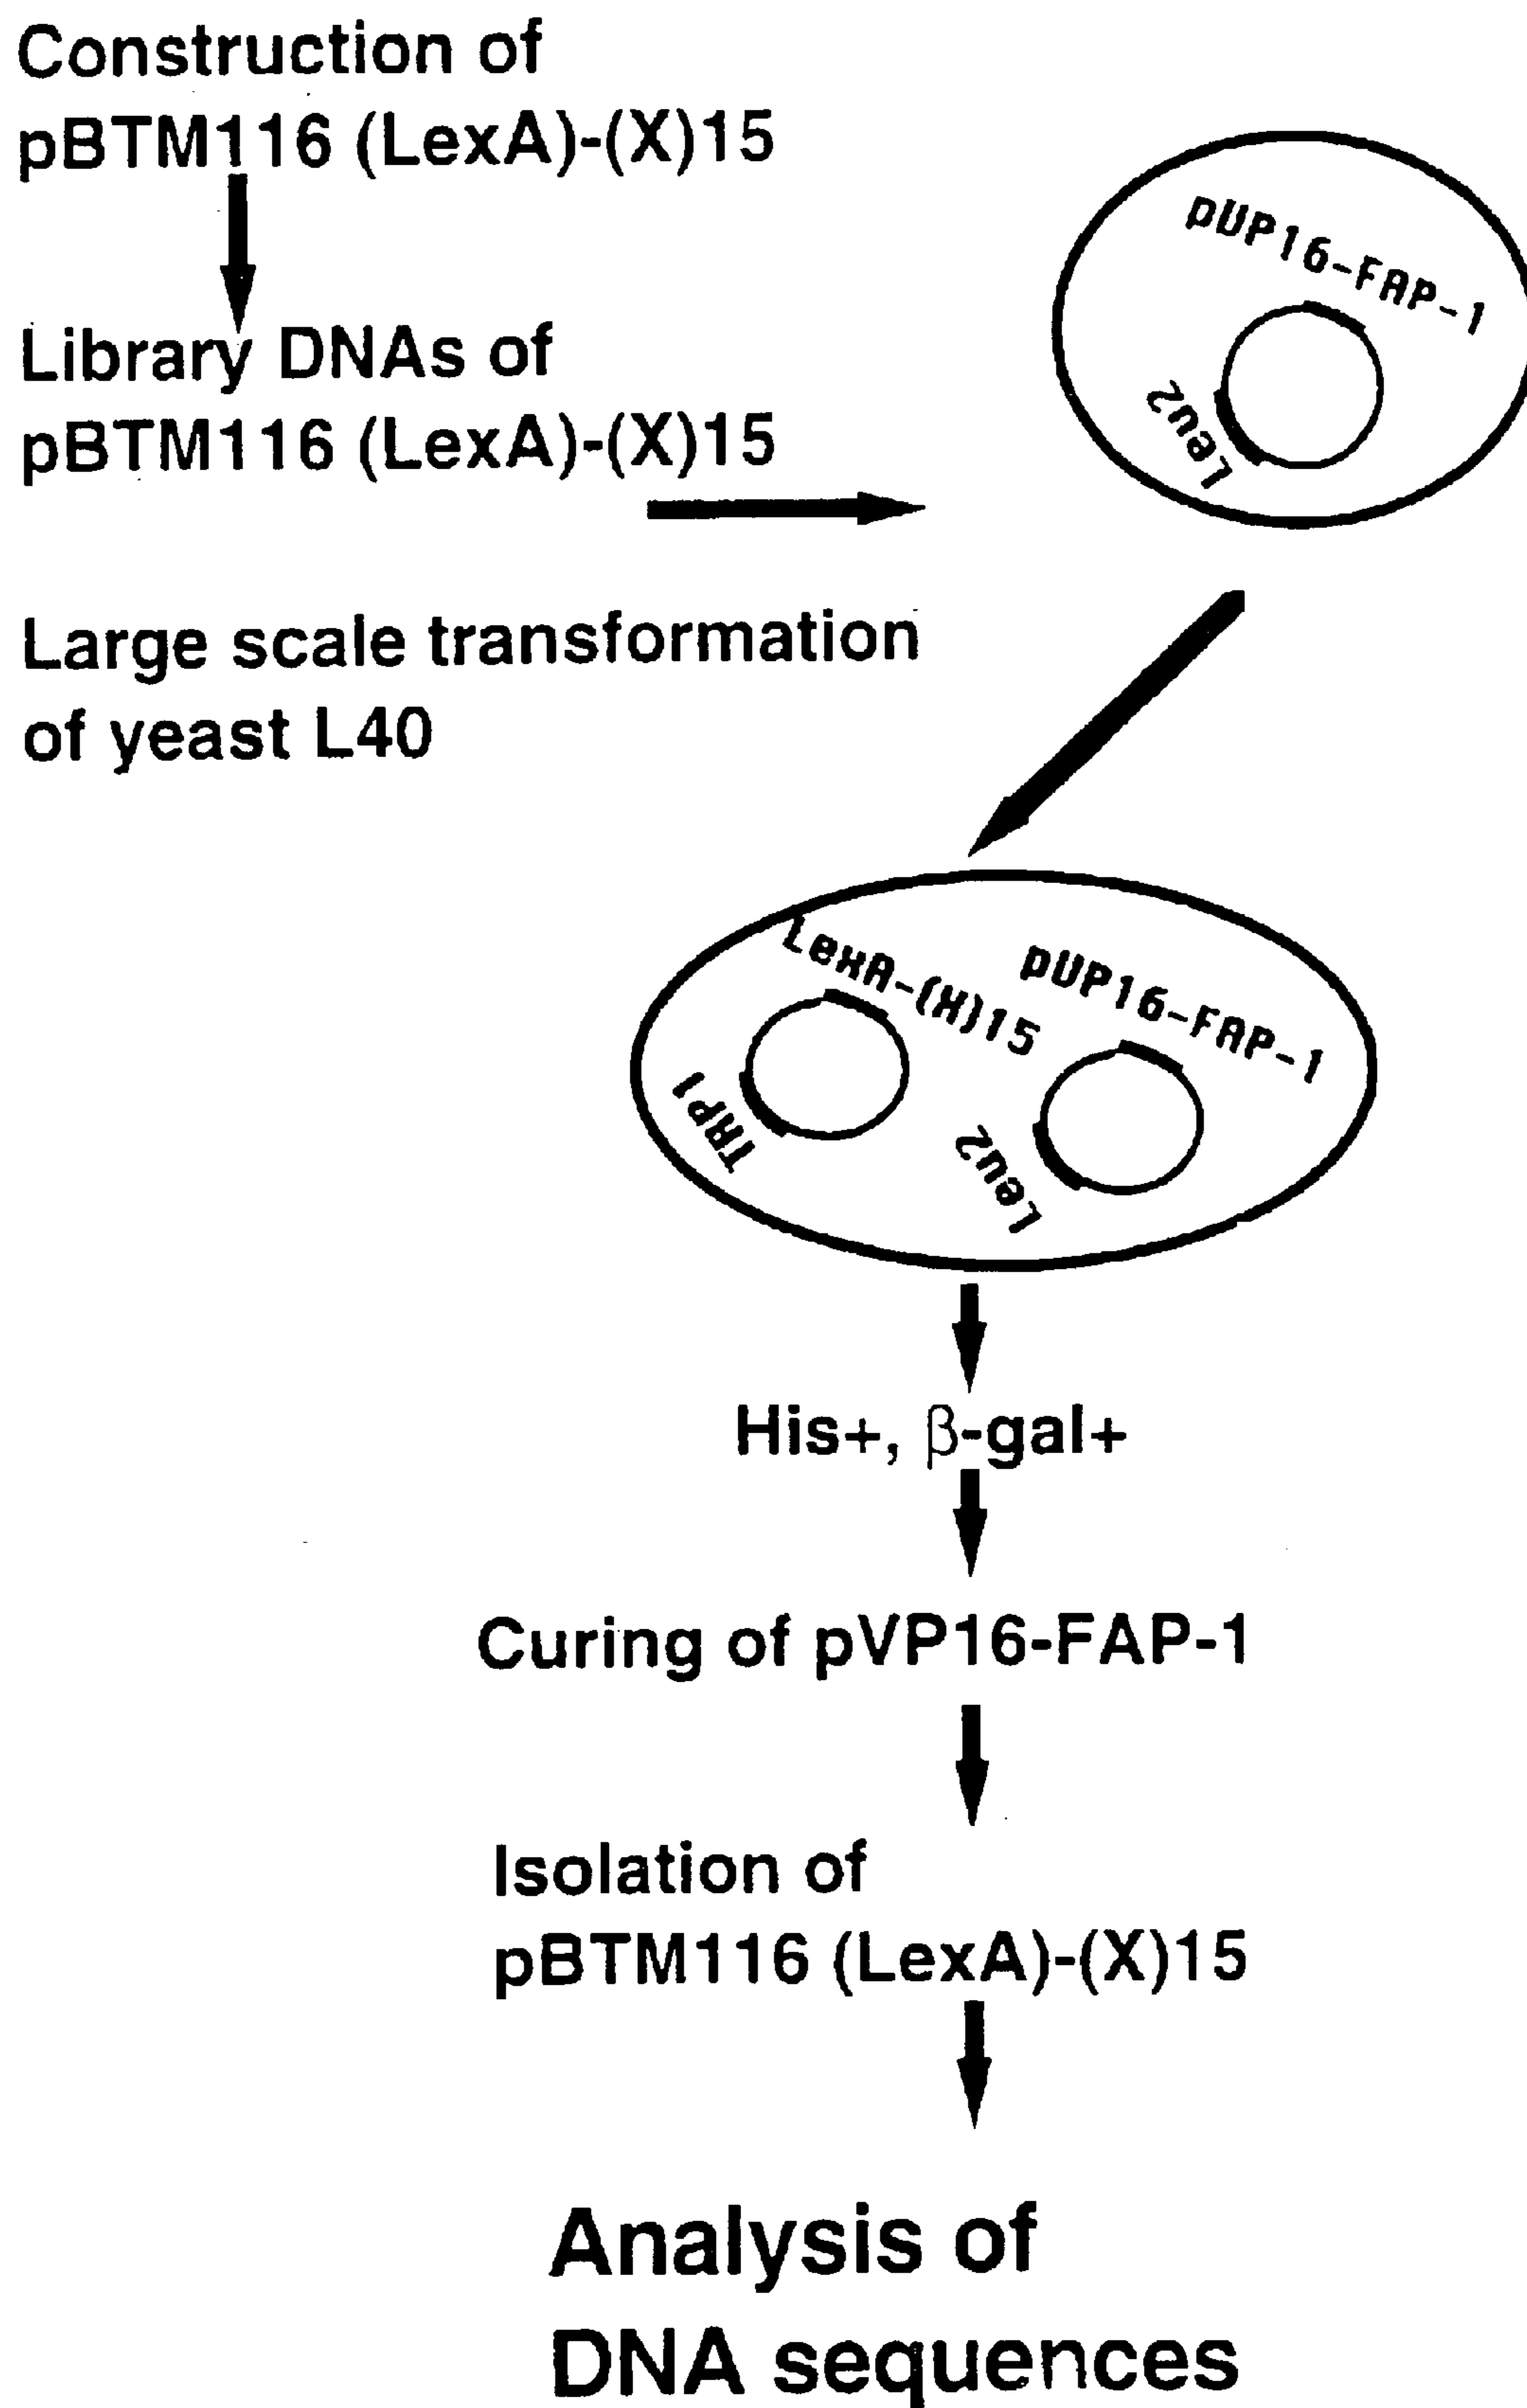 Construction of
pBTM116 (LexA)-(X)15
pVP16-FAP-1
Leu2
Library DNAs of
pBTM116 (LexA)-(X)15
Large scale transformation
of yeast L40
LexA-(X)15
pVP16-FAP-1
TRP1
Leu2
His+, β-gal+
Curing of pVP16-FAP-1
Isolation of
pBTM116 (LexA)-(X)15
Analysis of
DNA sequences